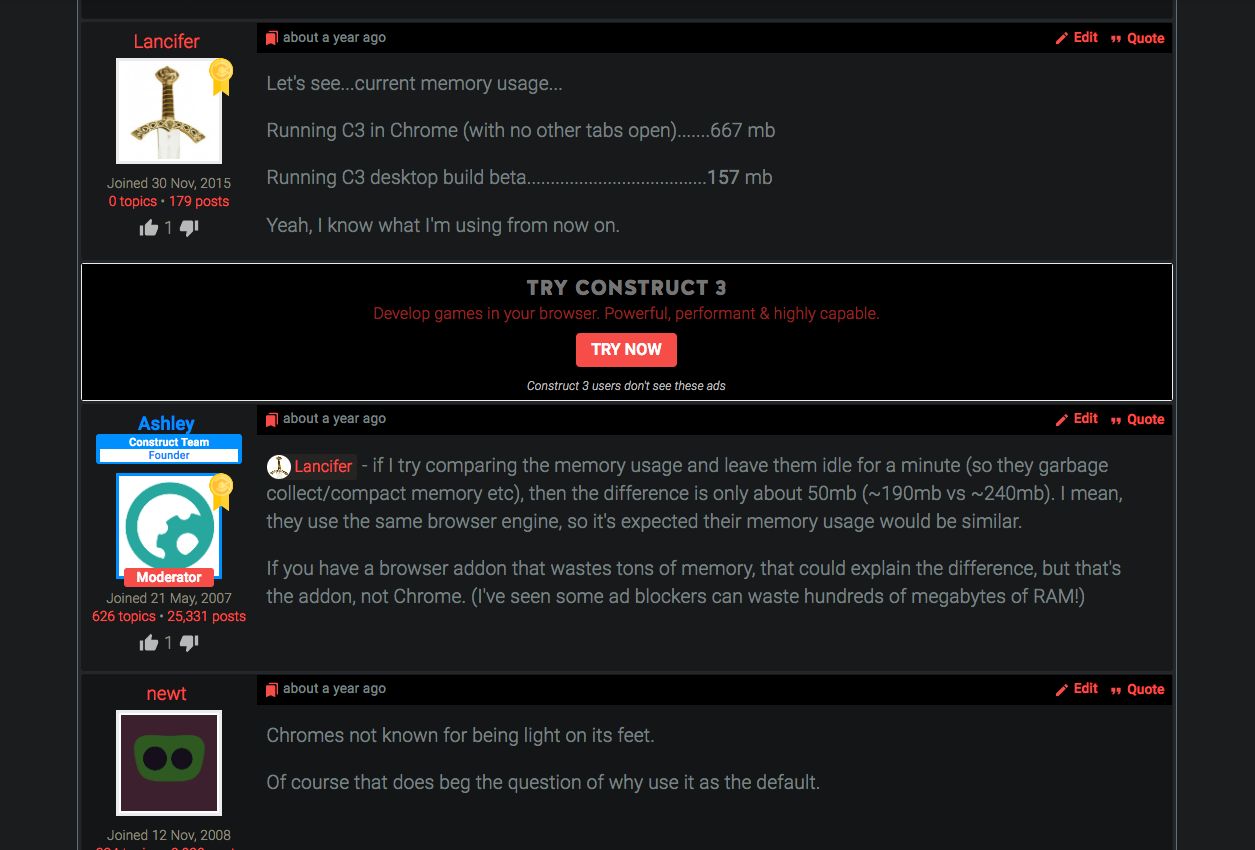 Lancifer
about a year ago
Edit
Quote
Let's see...current memory usage...
Running C3 in Chrome (with no other tabs open).......667 mb
Running C3 desktop build beta......................................157 mb
Yeah, I know what I'm using from now on.
Joined 30 Nov, 2015
0 topics • 179 posts
1
TRY CONSTRUCT 3
Develop games in your browser. Powerful, performant & highly capable.
TRY NOW
Construct 3 users don't see these ads
Ashley
Construct Team
Founder
Moderator
Joined 21 May, 2007
626 topics • 25,331 posts
1
about a year ago
Edit
Quote
Lancifer - if I try comparing the memory usage and leave them idle for a minute (so they garbage
collect/compact memory etc), then the difference is only about 50mb (~190mb vs ~240mb). I mean,
they use the same browser engine, so it's expected their memory usage would be similar.
If you have a browser addon that wastes tons of memory, that could explain the difference, but that's
the addon, not Chrome. (I've seen some ad blockers can waste hundreds of megabytes of RAM!)
newt
Joined 12 Nov, 2008
about a year ago
Edit
Quote
Chromes not known for being light on its feet.
Of course that does beg the question of why use it as the default.